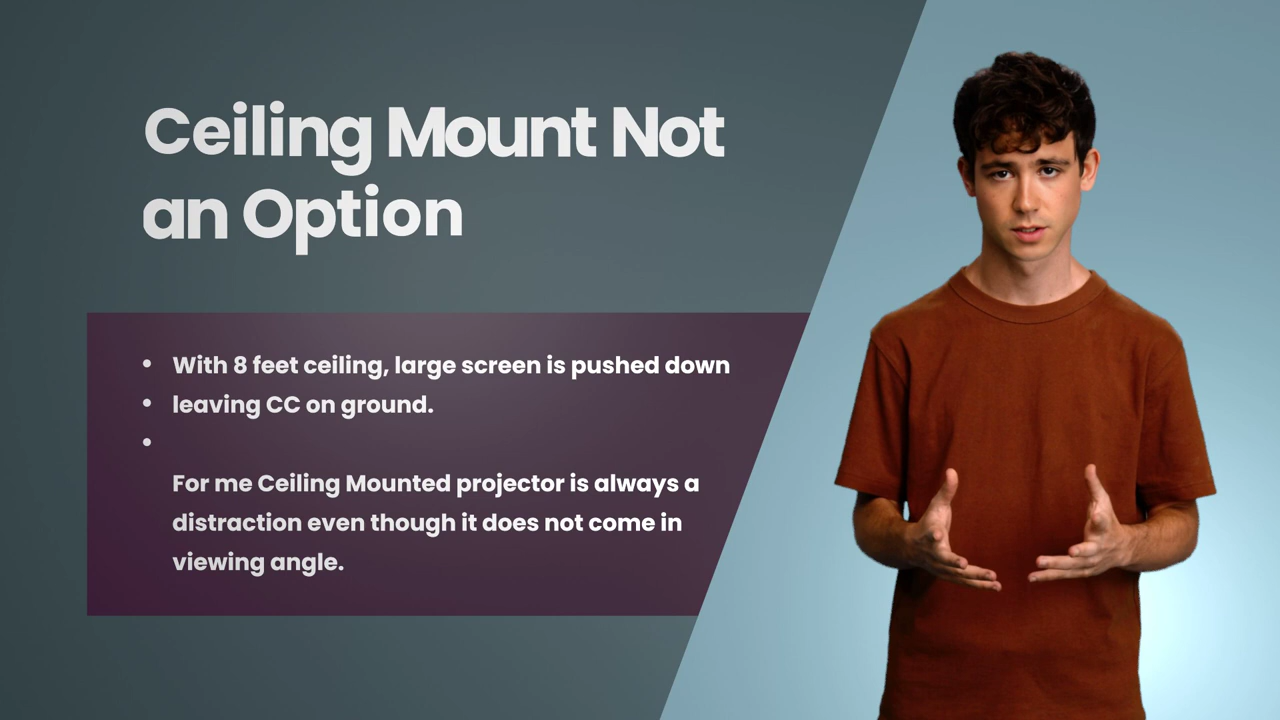 Ceiling Mount Not
an Option
• With 8 feet ceiling, large screen is pushed down
• leaving CC on ground.
•
For me Ceiling Mounted projector is always a
distraction even though it does not come in
viewing angle.